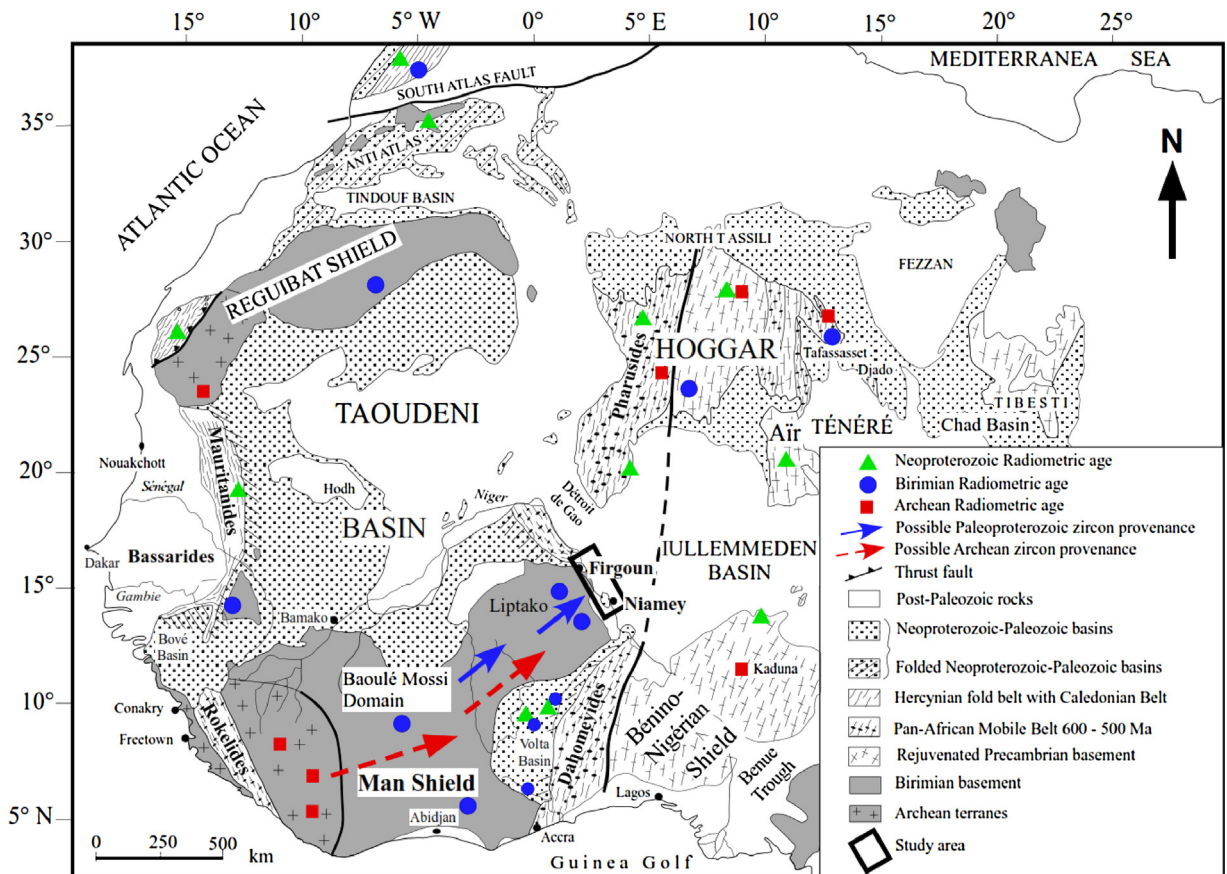 15°
10°
5° W
0°
5° E
10°
15°
20°
25°
35°
30°
25°
20°
15°
10°
5° N
MEDITERRANEA SEA
SOUTH ATLAS FAULT
ATLANTIC OCEAN
ANTI ATLAS
TINDOUF BASIN
N
REGUIBAT SHIELD
NORTH T ASSILI
FEZZAN
Pharusides
HOGGAR
Tafassasset
Djado
TAOUDENI
TIBESTI
Mauritanides
Aïr
TÉNÉRÉ
Chad Basin
Nouakchott
Sénégal
Hodh
Niger
Détroit
de Gao
BASIN
Bassarides
Dakar
IULLEMMEDEN
BASIN
Firgoun
Gambie
Liptako
Niamey
Bamako
Bové
Basin
Baoulé Mossi
Domain
Kaduna
Conakry
Freetown
Rokelides
Volta
Basin
Dahomeyides
Bénino-
Nigerian
Shield
Benue
Trough
Man Shield
Lagos
Abidjan
Accra
Guinea Golf
0 250 500
km
Neoproterozoic Radiometric age
Birimian Radiometric age
Archean Radiometric age
Possible Paleoproterozoic zircon provenance
Possible Archean zircon provenance
Thrust fault
Post-Paleozoic rocks
Neoproterozoic-Paleozoic basins
Folded Neoproterozoic-Paleozoic basins
Hercynian fold belt with Caledonian Belt
Pan-African Mobile Belt 600 - 500 Ma
Rejuvenated Precambrian basement
Birimian basement
Archean terranes
Study area